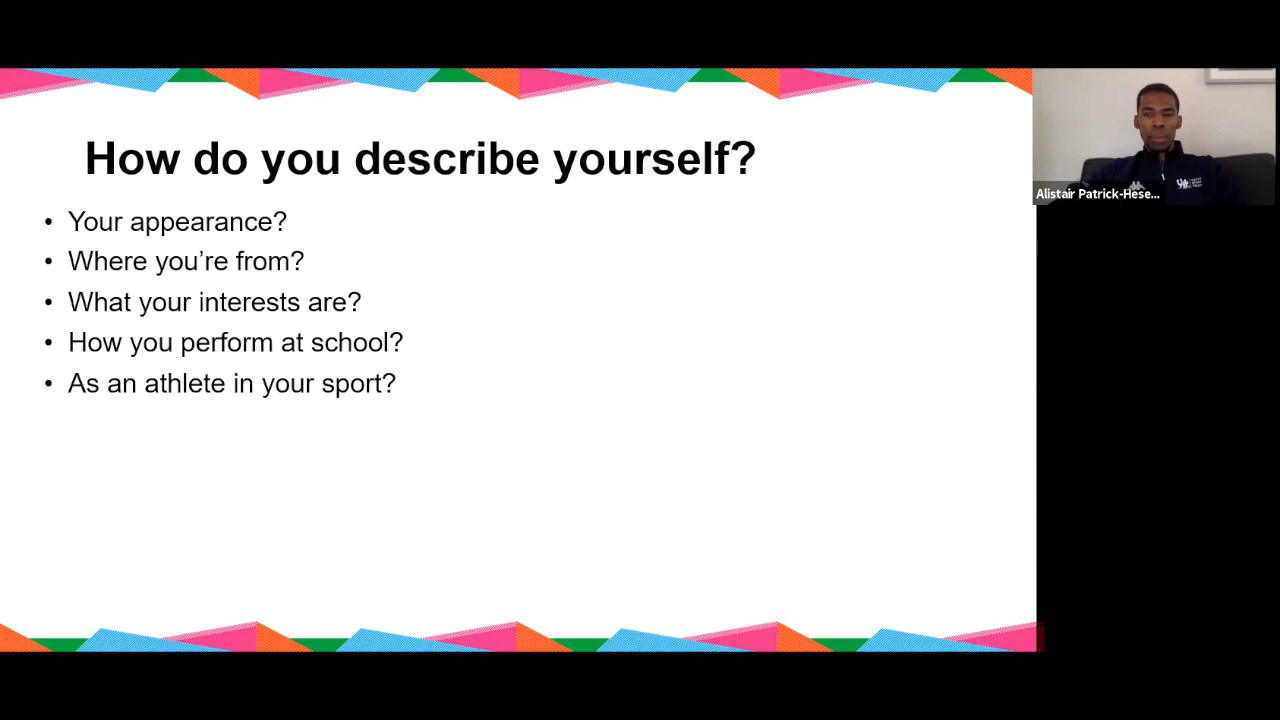 How do you describe yourself?
• Your appearance?
• Where you’re from?
• What your interests are?
• How you perform at school?
• As an athlete in your sport?
Alistair Patrick-Hese...